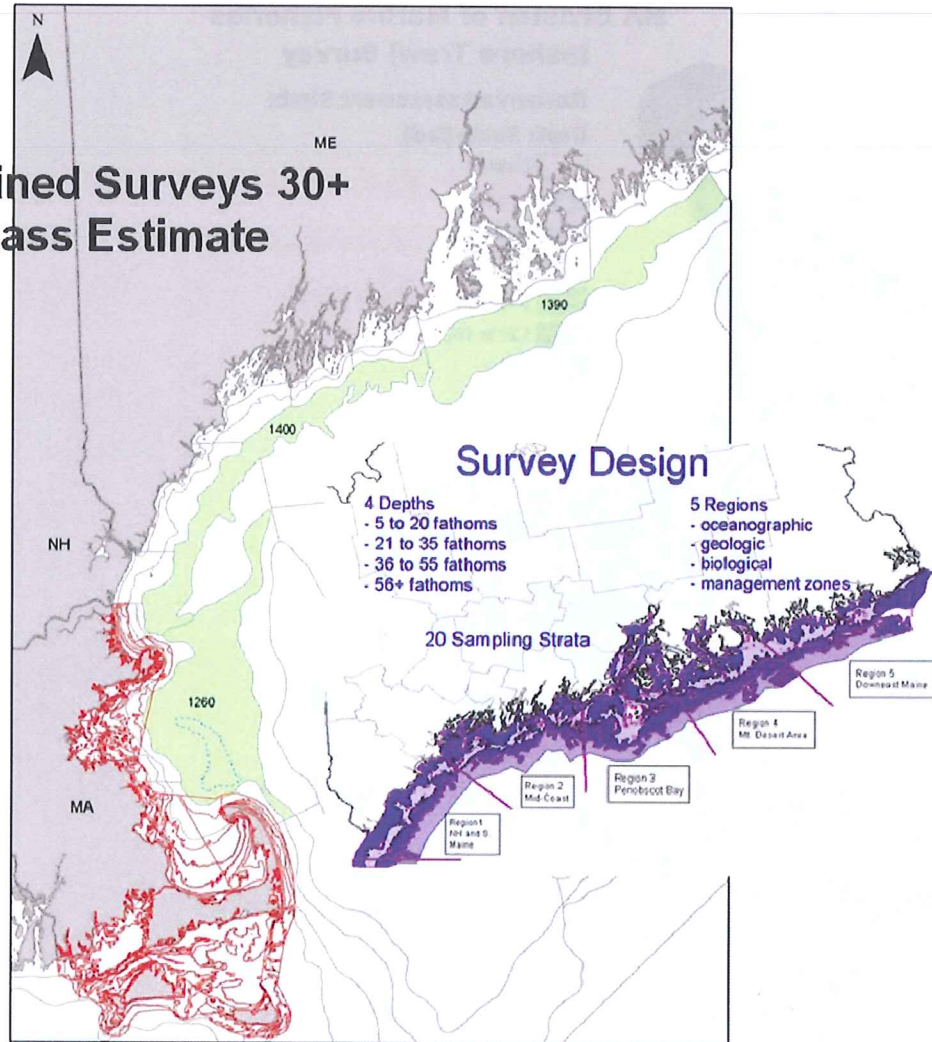 N
ME
ined Surveys 30+
ass Estimate
1390
1400
NH
1260
MA
Survey Design
4 Depths
- 5 to 20 fathoms
- 21 to 35 fathoms
- 36 to 55 fathoms
- 56+ fathoms
5 Regions
- oceanographic
- geologic
- biological
- management zones
20 Sampling Strata
Region 5
Downeast Maine
Region 4
Mt. Desert Area
Region 3
Penobscot Bay
Region 2
Mid-Coast
Region 1
NH and S.
Maine